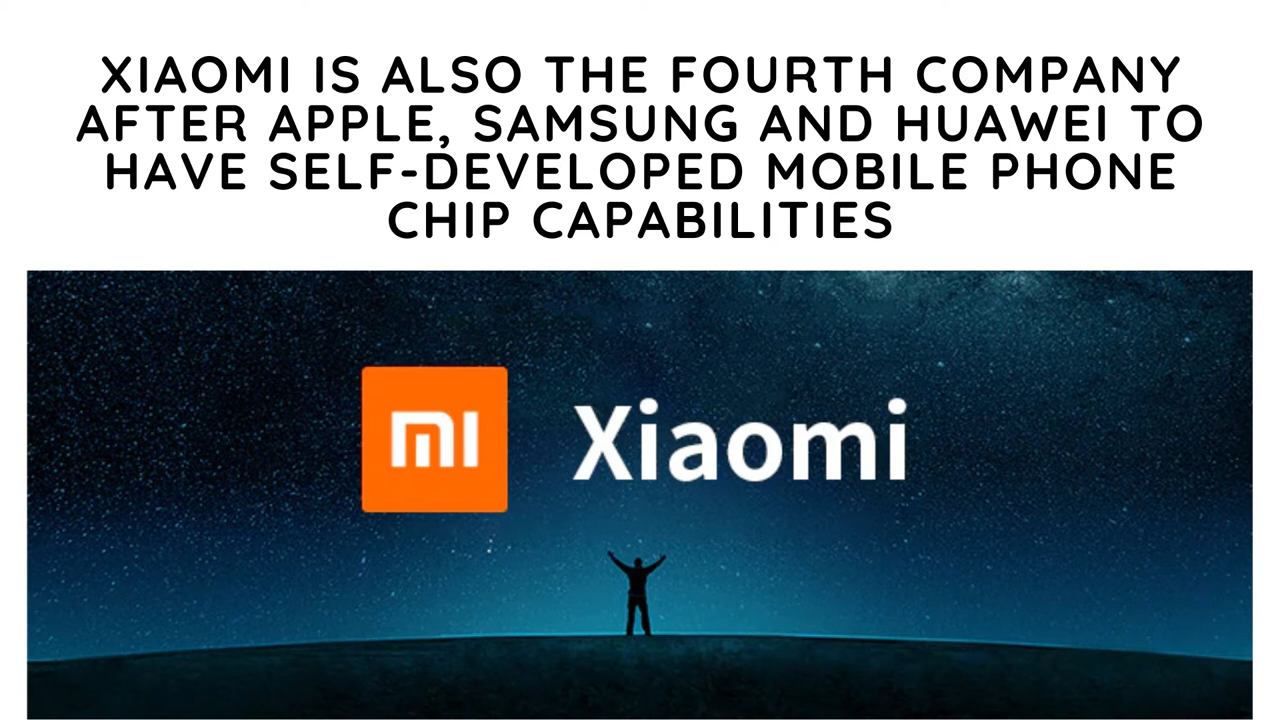 XIAOMI IS ALSO THE FOURTH COMPANY
AFTER APPLE, SAMSUNG AND HUAWEI TO
HAVE SELF-DEVELOPED MOBILE PHONE
CHIP CAPABILITIES
mi Xiaomi